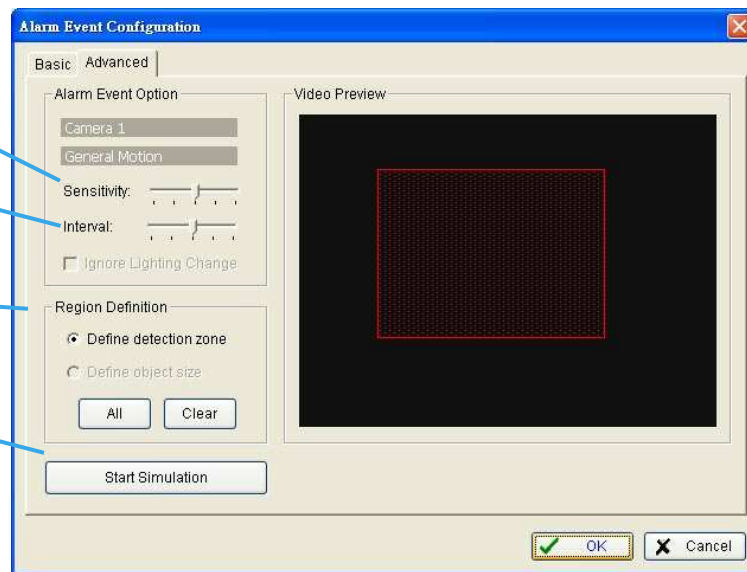 Alarm Event Configuration
Basic Advanced
Alarm Event Option
Camera 1
General Motion
Sensitivity:
Interval:
Ignore Lighting Change
Region Definition
Define detection zone
Define object size
All Clear
Start Simulation
Video Preview
OK Cancel